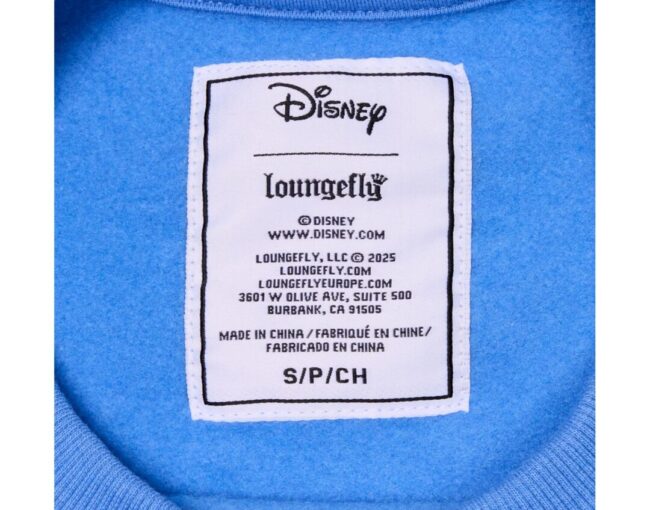 Disney
loungefly
© DISNEY
WWW.DISNEY.COM
LOUNGEFLY, LLC © 2025
LOUNGEFLY.COM
LOUNGEFLYEUROPE.COM
3601 W OLIVE AVE, SUITE 500
BURBANK, CA 91505
MADE IN CHINA / FABRIQUÉ EN CHINE /
FABRICADO EN CHINA
S/P/CH